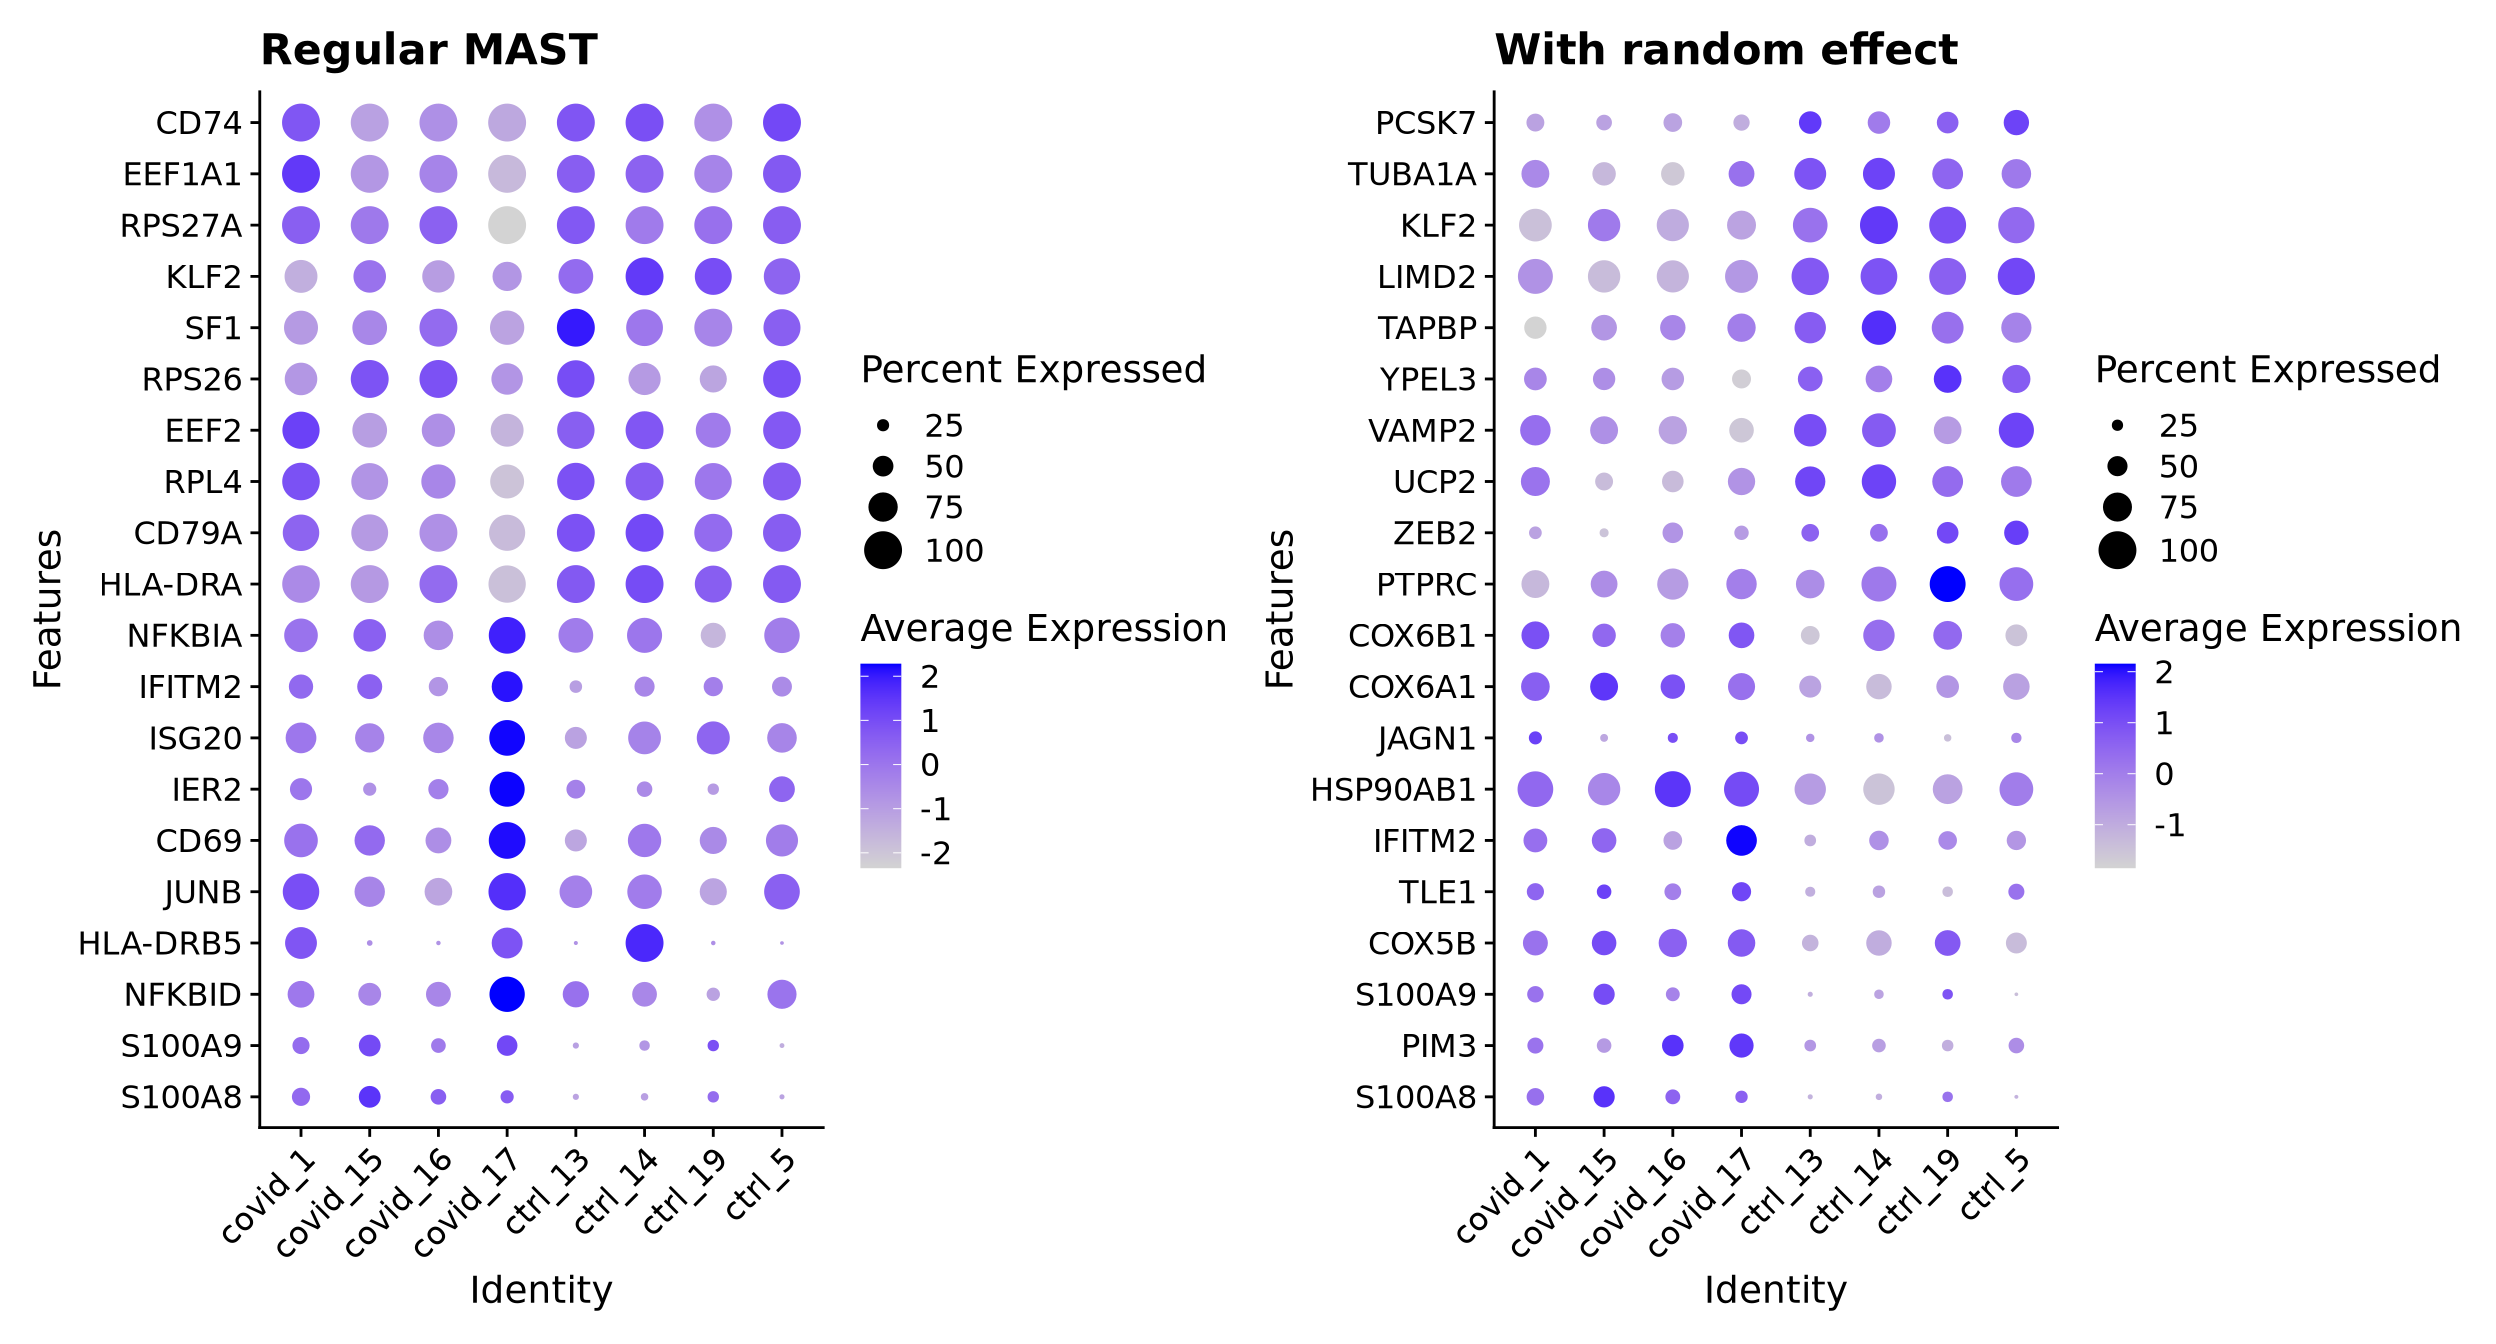 Regular MAST
Features
CD74
EEF1A1
RPS27A
KLF2
SF1
RPS26
EEF2
RPL4
CD79A
HLA-DRA
NFKBIA
IFITM2
ISG20
IER2
CD69
JUNB
HLA-DRB5
NFKBID
S100A9
S100A8
covid_1
covid_15
covid_16
covid_17
ctrl_13
ctrl_14
ctrl_19
ctrl_5
Identity
Percent Expressed
25
50
75
100
Average Expression
2
1
0
-1
-2
With random effect
Features
PCSK7
TUBA1A
KLF2
LIMD2
TAPBP
YPEL3
VAMP2
UCP2
ZEB2
PTPRC
COX6B1
COX6A1
JAGN1
HSP90AB1
IFITM2
TLE1
COX5B
S100A9
PIM3
S100A8
covid_1
covid_15
covid_16
covid_17
ctrl_13
ctrl_14
ctrl_19
ctrl_5
Identity
Percent Expressed
25
50
75
100
Average Expression
2
1
0
-1